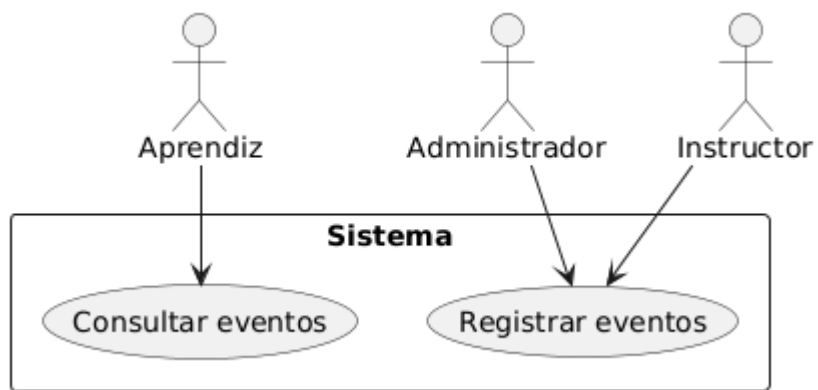 Aprendiz
Administrador
Instructor
Sistema
Consultar eventos
Registrar eventos